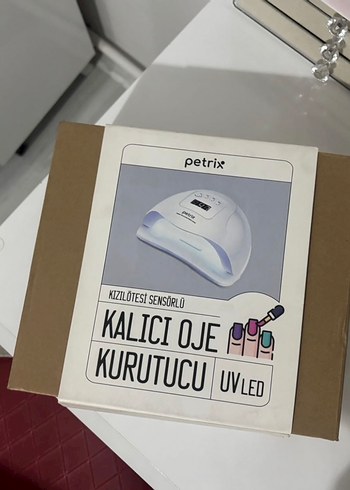 petrix
KIZILÖTESİ SENSÖRLÜ
KALICI OJE
KURUTUCU
UV LED